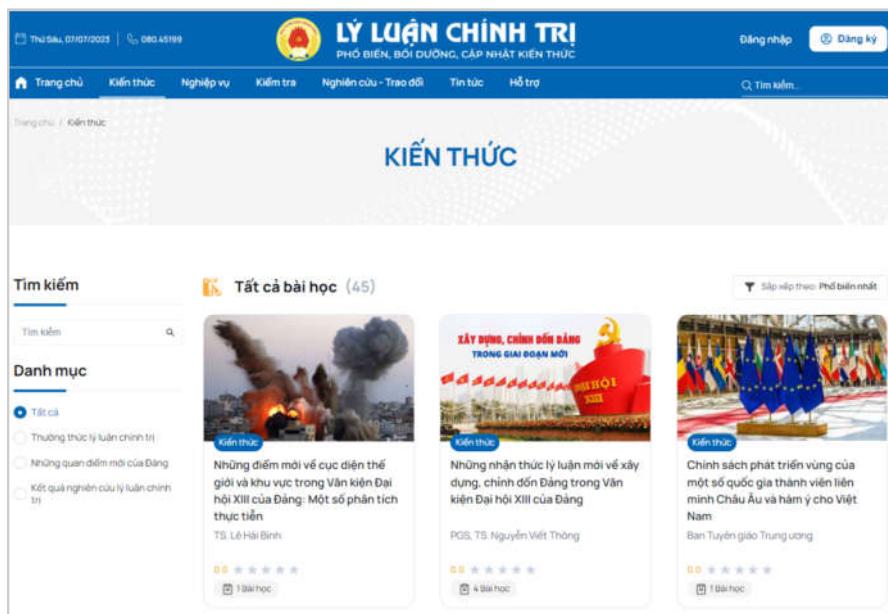 Thứ Sáu, 07/07/2023 | 080.45199
LÝ LUẬN CHÍNH TRỊ
PHỔ BIẾN, BỒI DƯỠNG, CẬP NHẬT KIẾN THỨC
Đăng nhập
Đăng ký
Trang chủ Kiến thức Nghiệp vụ Kiểm tra Nghiên cứu - Trao đổi Tin tức Hỗ trợ
Tìm kiếm...
Trang chủ / Kiến thức
KIẾN THỨC
Tìm kiếm
Tìm kiếm
Danh mục
Tất cả
Thường thức lý luận chính trị
Những quan điểm mới của Đảng
Kết quả nghiên cứu lý luận chính
trị
Tất cả bài học (45)
Sắp xếp theo: Phổ biến nhất
Kiến thức
Những điểm mới về cục diện thế
giới và khu vực trong Văn kiện Đại
hội XIII của Đảng: Một số phân tích
thực tiễn
TS. Lê Hải Bình
0.0
1 Bài học
XÂY DỰNG, CHỈNH ĐỐN ĐẢNG
TRONG GIAI ĐOẠN MỚI
ĐẠI HỘI
XIII
Kiến thức
Những nhận thức lý luận mới về xây
dựng, chỉnh đốn Đảng trong Văn
kiện Đại hội XIII của Đảng
PGS, TS. Nguyễn Viết Thông
0.0
4 Bài học
Kiến thức
Chính sách phát triển vùng của
một số quốc gia thành viên liên
minh Châu Âu và hàm ý cho Việt
Nam
Ban Tuyên giáo Trung ương
0.0
1 Bài học